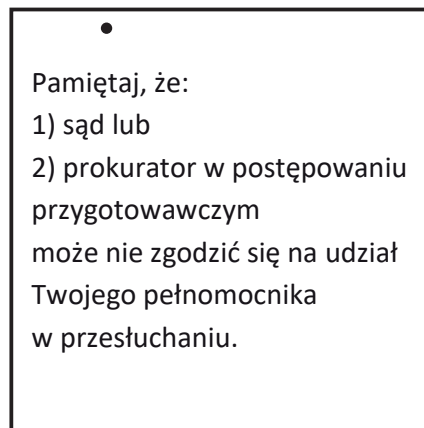 •
Pamiętaj, że:
1) sąd lub
2) prokurator w postępowaniu
przygotowawczym
może nie zgodzić się na udział
Twojego pełnomocnika
w przesłuchaniu.